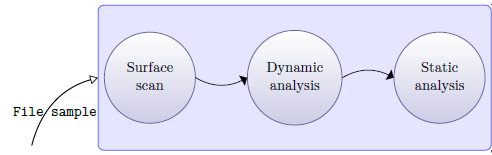 Surface
scan
Dynamic
analysis
Static
analysis
File sample